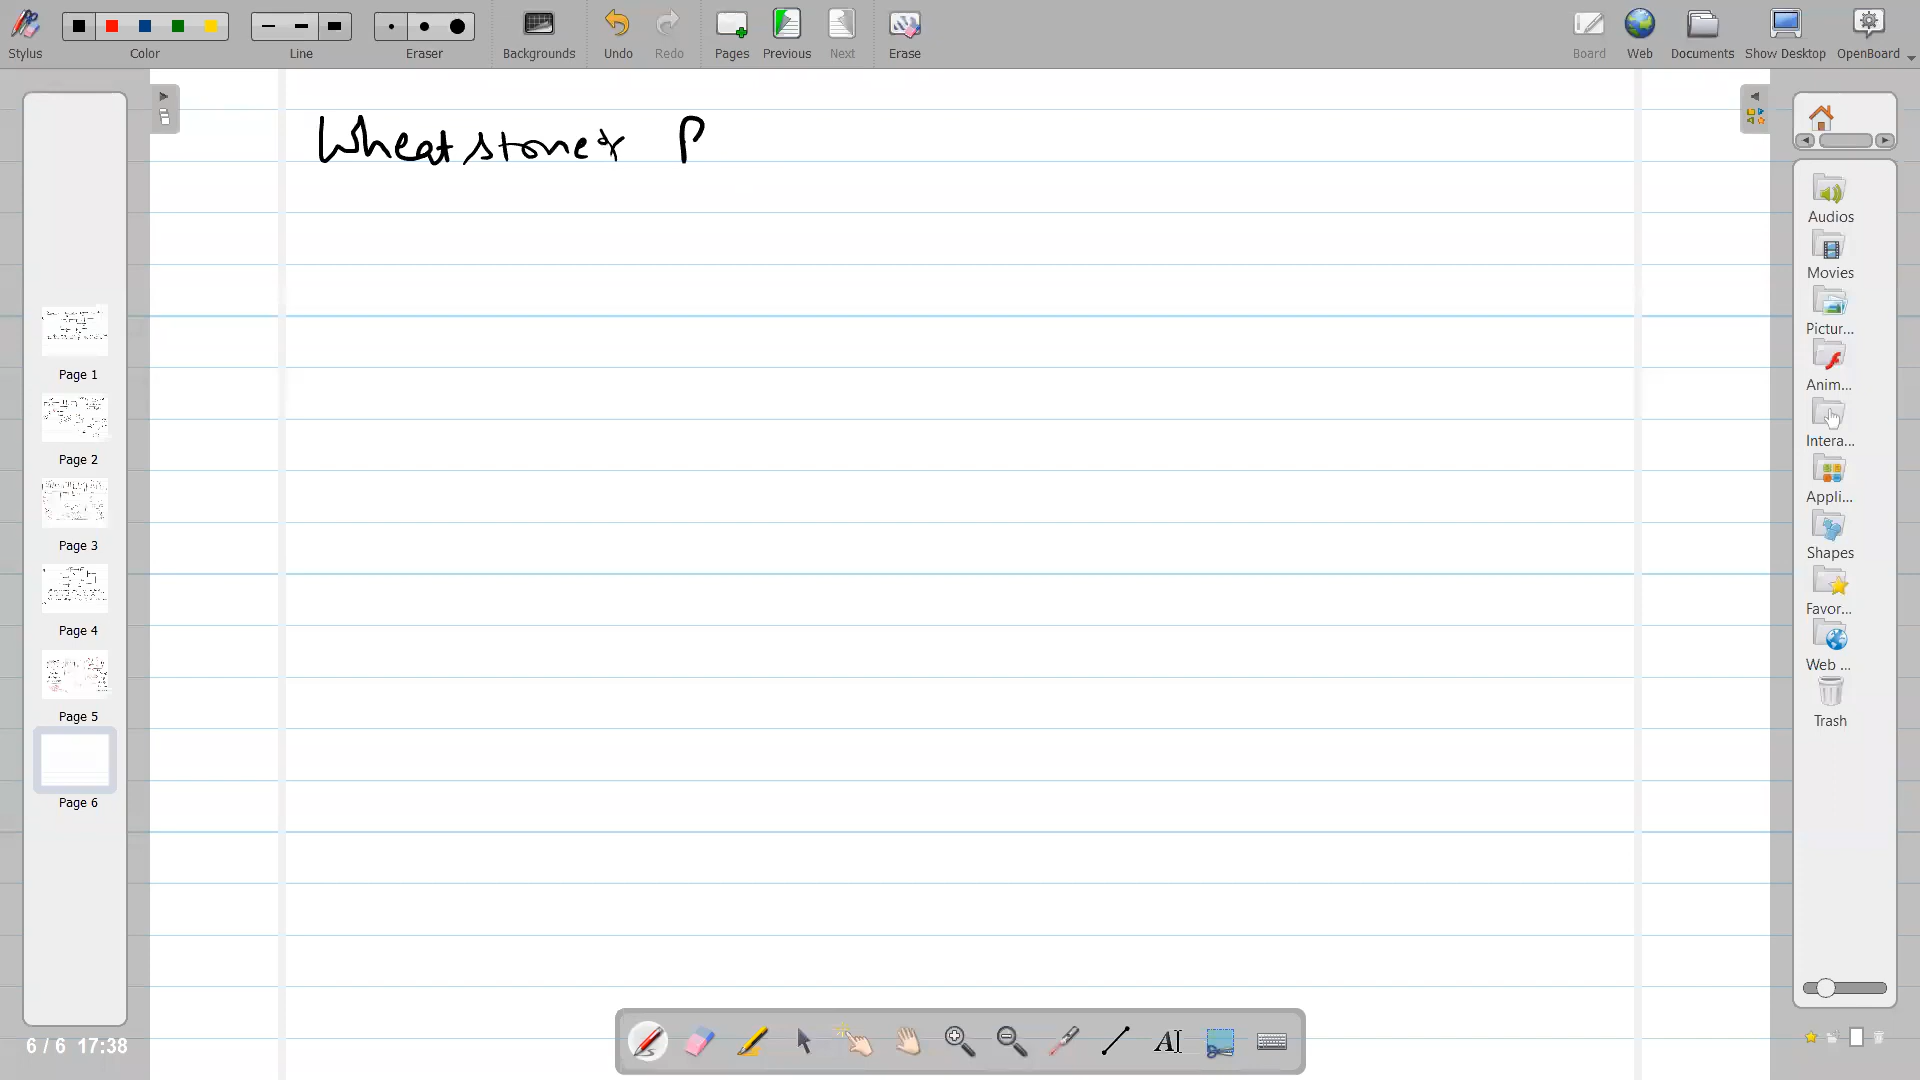 Stylus
Color
Line
Eraser
Backgrounds
Undo
Redo
Pages
Previous
Next
Erase
Board
Web
Documents
Show Desktop
OpenBoard
Wheatstone's P
Page 1
Page 2
Page 3
Page 4
Page 5
Page 6
6 / 6 17:38
Audios
Movies
Pictur...
Anim...
Intera...
Appli...
Shapes
Favor...
Web ...
Trash
AI